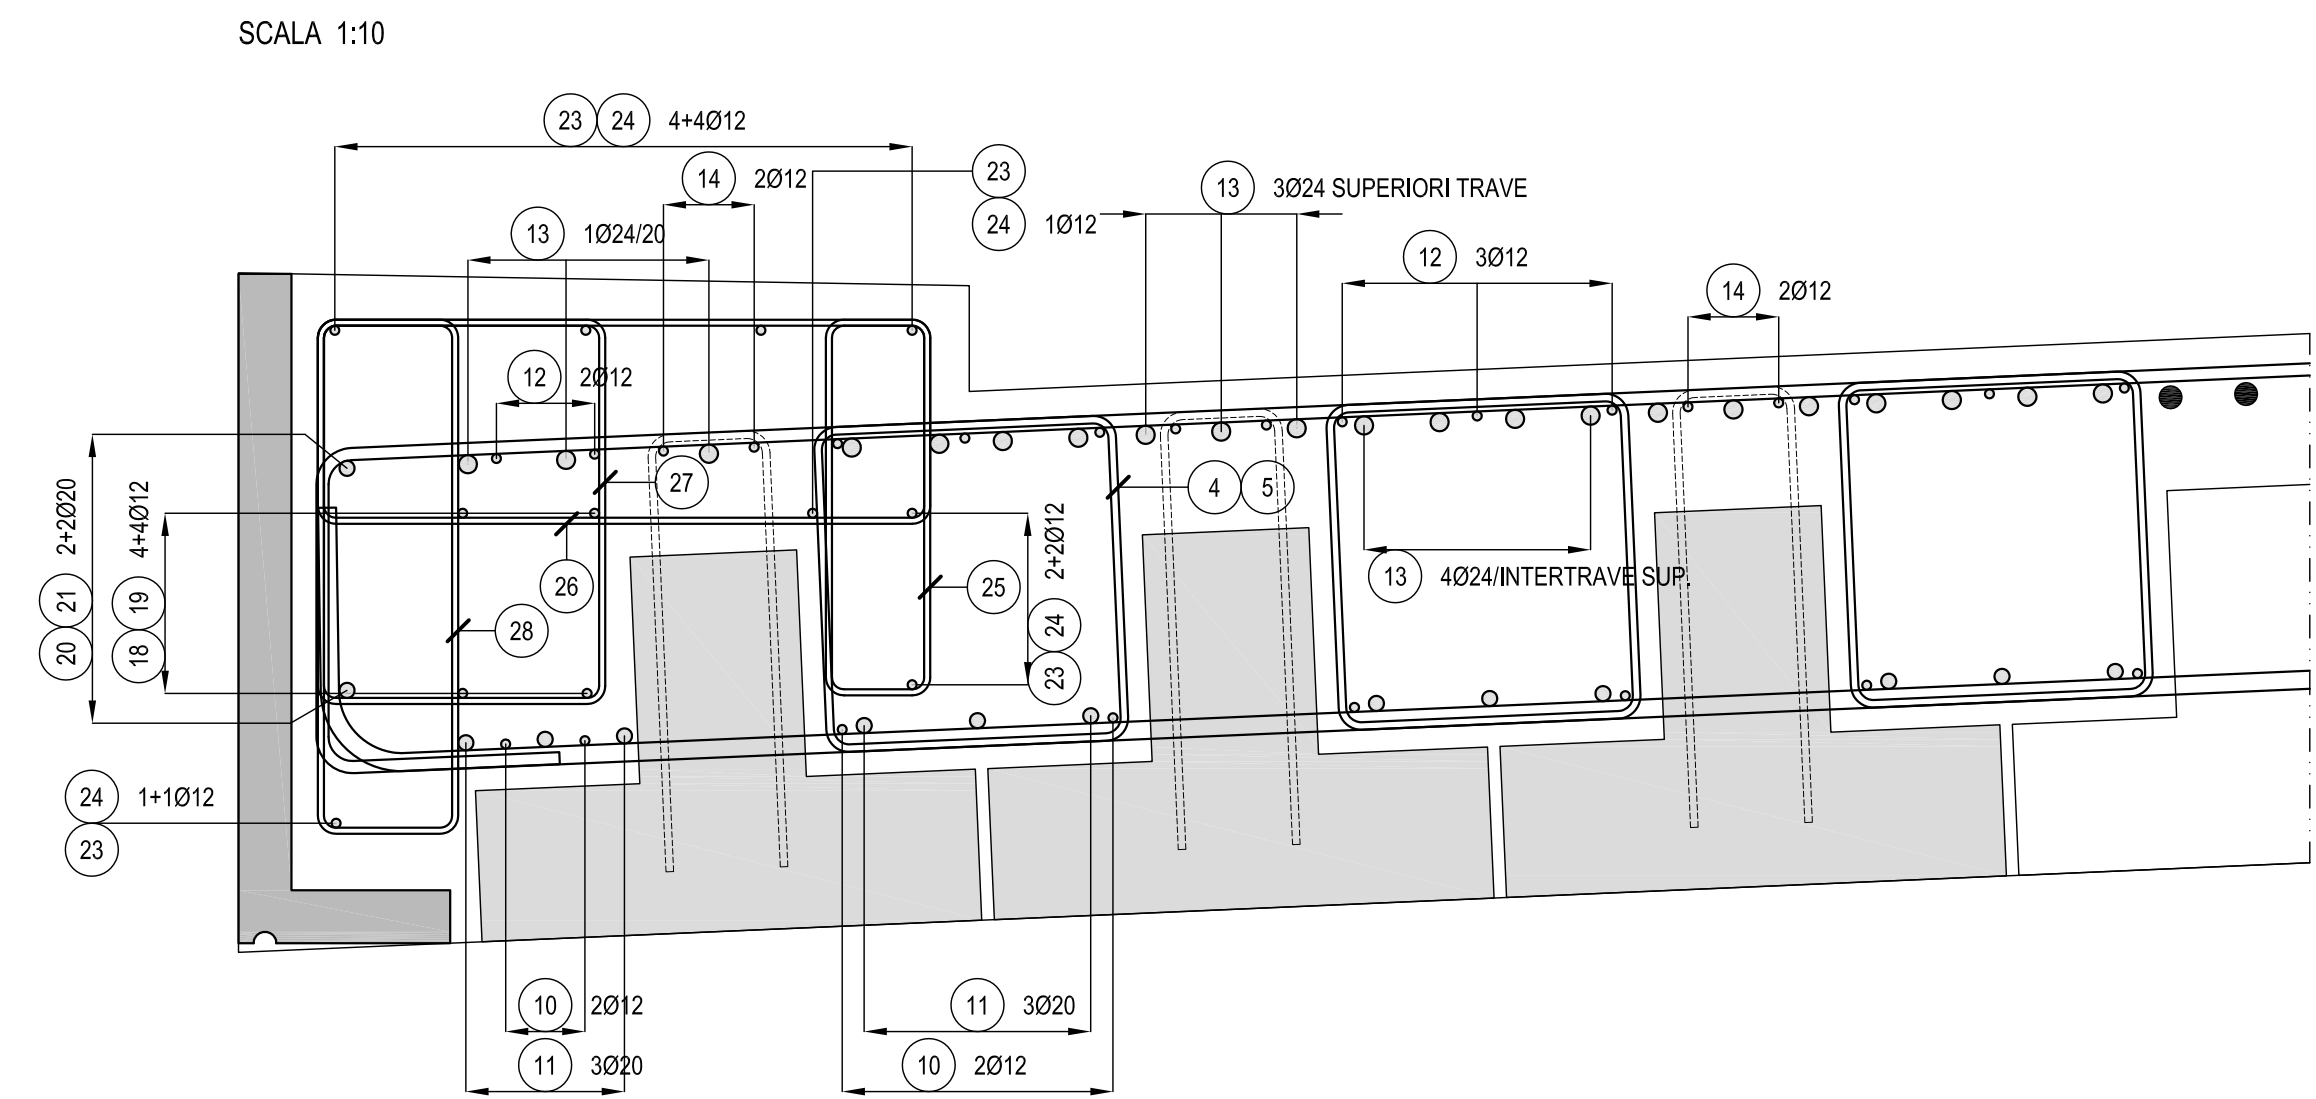 SCALA 1:10
23 24 4+4Ø12
14 2Ø12
23
24 1Ø12
13 3Ø24 SUPERIORI TRAVE
13 1Ø24/20
12 3Ø12
14 2Ø12
12 2Ø12
27
4 5
20 21 2+2Ø20
18 19 4+4Ø12
26
28
25
23 24 2+2Ø12
13 4Ø24/INTERTRAVE SUP.
24 1+1Ø12
23
10 2Ø12
11 3Ø20
11 3Ø20
10 2Ø12